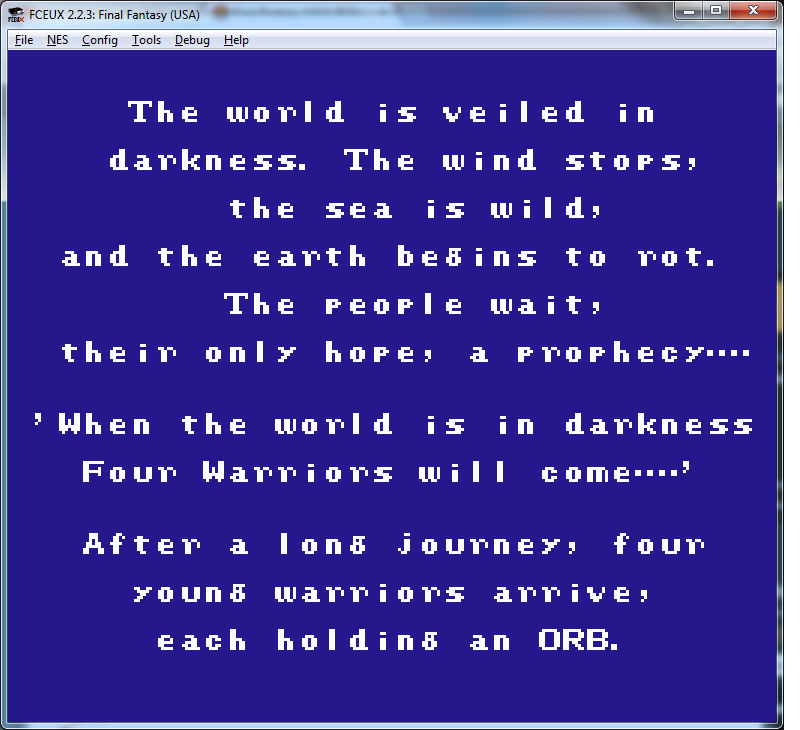 FCEUX 2.2.3: Final Fantasy (USA)
File NES Config Tools Debug Help
The world is veiled in
darkness. The wind stops,
the sea is wild,
and the earth begins to rot.
The people wait,
their only hope, a prophecy....
'When the world is in darkness
Four Warriors will come....'
After a long journey, four
young warriors arrive,
each holding an ORB.